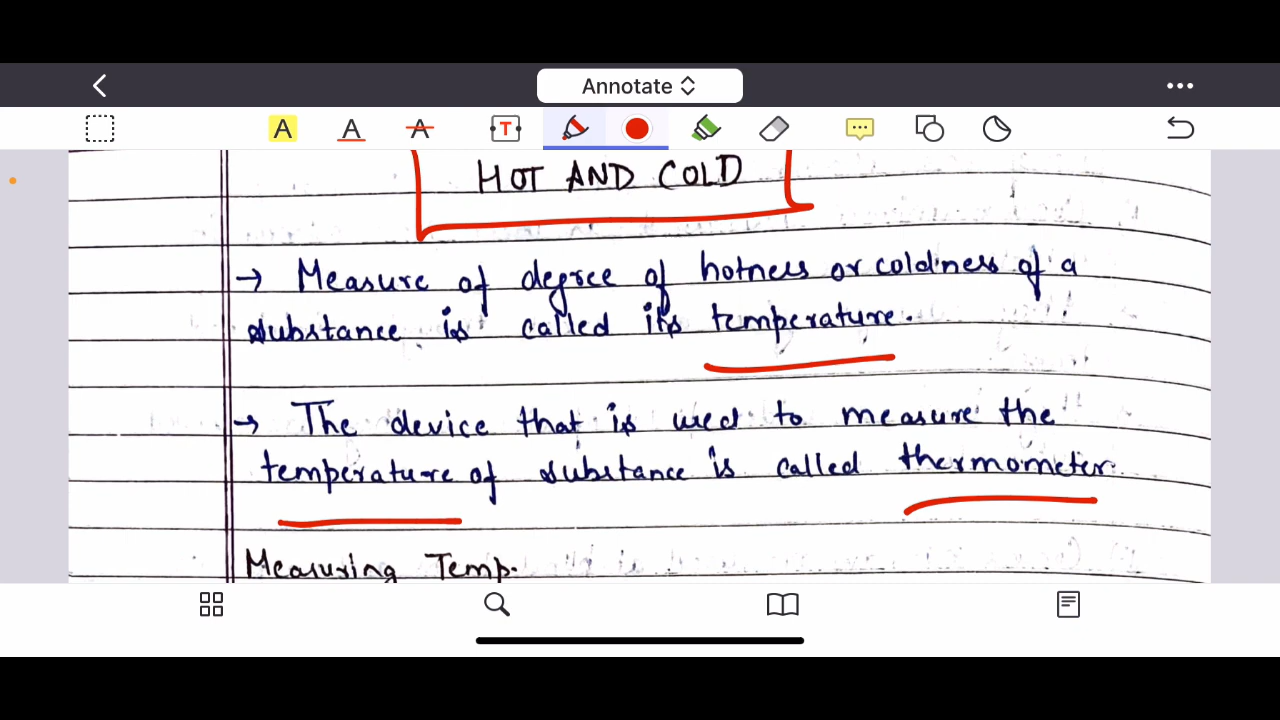 Annotate
A A A T
HOT AND COLD
→ Measure of degree of hotness or coldness of a
substance is called its temperature.
→ The device that is used to measure the
temperature of substance is called thermometer.
Measuring Temp.